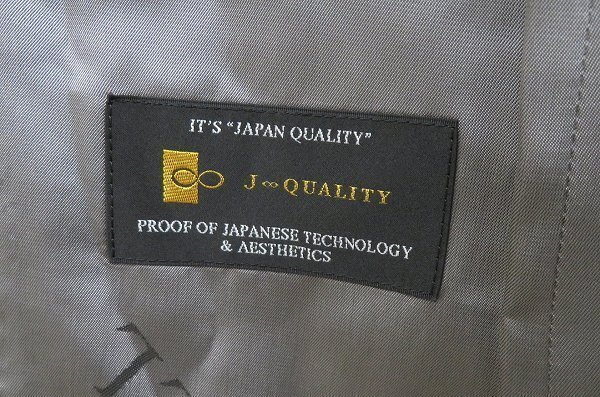 IT'S "JAPAN QUALITY"
J∞QUALITY
PROOF OF JAPANESE TECHNOLOGY
& AESTHETICS